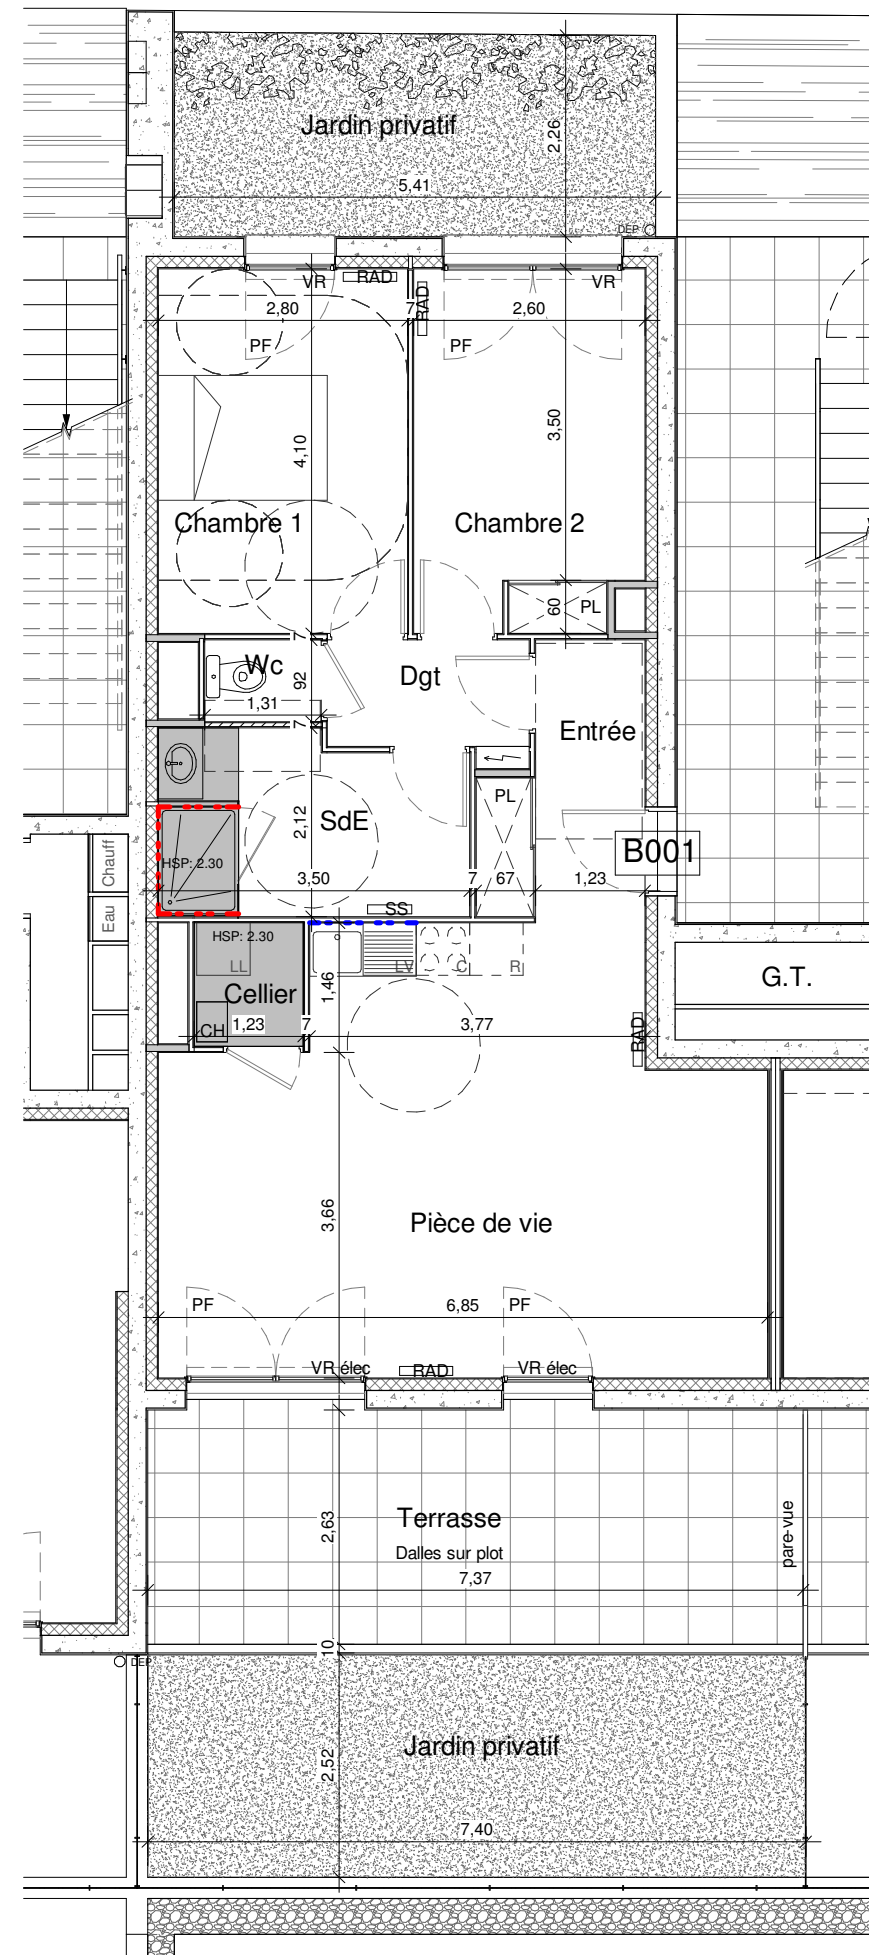 Jardin privatif
2,26
5,41
DEP
VR
RAD
VR
2,80
7
RAD
2,60
PF
PF
4,10
3,50
Chambre 1
Chambre 2
60
PL
7
Wc
92
Dgt
1,31
7
Entrée
PL
SdE
2,12
B001
HSP: 2.30
3,50
7
67
1,23
Chauff
Eau
SS
HSP: 2.30
LL
LV
C
R
G.T.
Cellier
1,46
CH
1,23
7
3,77
RAD
Pièce de vie
3,66
PF
6,85
PF
VR élec
RAD
VR élec
Terrasse
2,63
Dalles sur plot
pare-vue
7,37
10
DEP
Jardin privatif
2,52
7,40